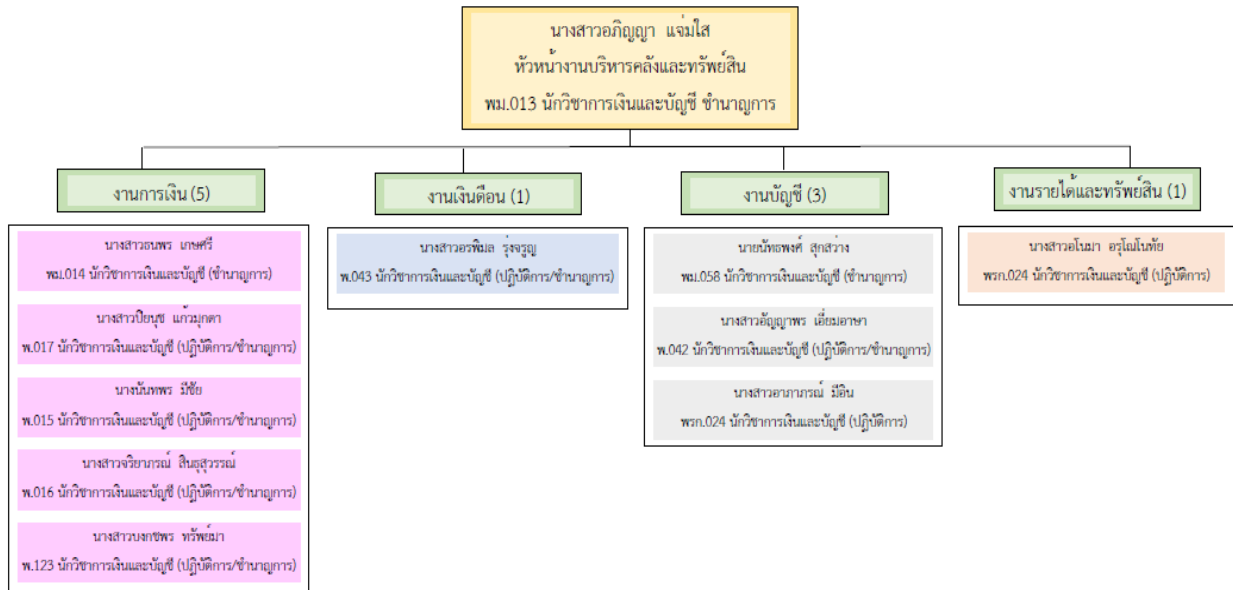 นางสาวอภิญญา แจ่มใส
หัวหน้างานบริหารคลังและทรัพย์สิน
พม.013 นักวิชาการเงินและบัญชี ชำนาญการ
งานการเงิน (5)
นางสาวธนพร เกษศรี
พม.014 นักวิชาการเงินและบัญชี (ชำนาญการ)
นางสาวปิยนุช แก้วมุกดา
พ.017 นักวิชาการเงินและบัญชี (ปฏิบัติการ/ชำนาญการ)
นางนันทพร มีชัย
พ.015 นักวิชาการเงินและบัญชี (ปฏิบัติการ/ชำนาญการ)
นางสาวจริยาภรณ์ สินธุสุวรรณ์
พ.016 นักวิชาการเงินและบัญชี (ปฏิบัติการ/ชำนาญการ)
นางสาวบงกชพร ทรัพย์มา
พ.123 นักวิชาการเงินและบัญชี (ปฏิบัติการ/ชำนาญการ)
งานเงินดือน (1)
นางสาวอรพิมล รุ่งจรูญ
พ.043 นักวิชาการเงินและบัญชี (ปฏิบัติการ/ชำนาญการ)
งานบัญชี (3)
นายนัทธพงศ์ สุกสว่าง
พม.058 นักวิชาการเงินและบัญชี (ชำนาญการ)
นางสาวอัญญาพร เอี่ยมอาษา
พ.042 นักวิชาการเงินและบัญชี (ปฏิบัติการ/ชำนาญการ)
นางสาวอาภาภรณ์ มีอิน
พรก.024 นักวิชาการเงินและบัญชี (ปฏิบัติการ)
งานรายได้และทรัพย์สิน (1)
นางสาวอโนมา อรุโณโนทัย
พรก.024 นักวิชาการเงินและบัญชี (ปฏิบัติการ)